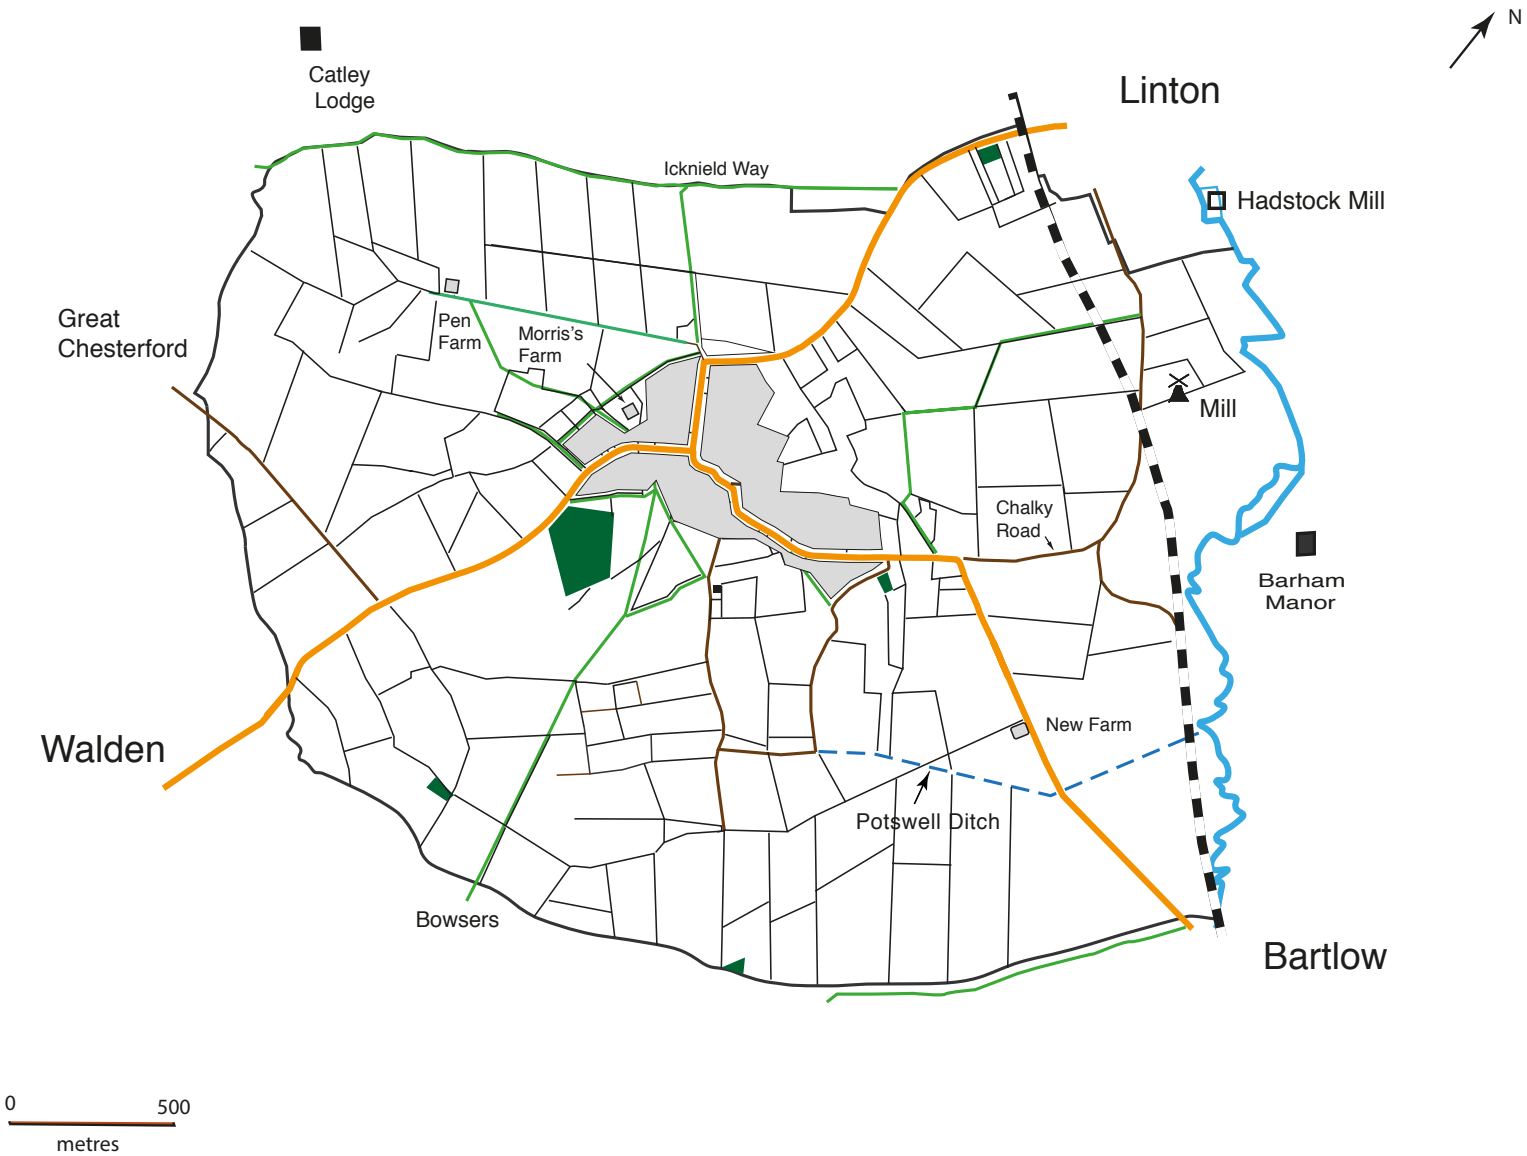 N
Linton
Catley
Lodge
Icknield Way
Hadstock Mill
Great
Chesterford
Pen
Farm
Morris's
Farm
Mill
Chalky
Road
Barham
Manor
Walden
New Farm
Potswell Ditch
Bowsers
Bartlow
0 500
metres